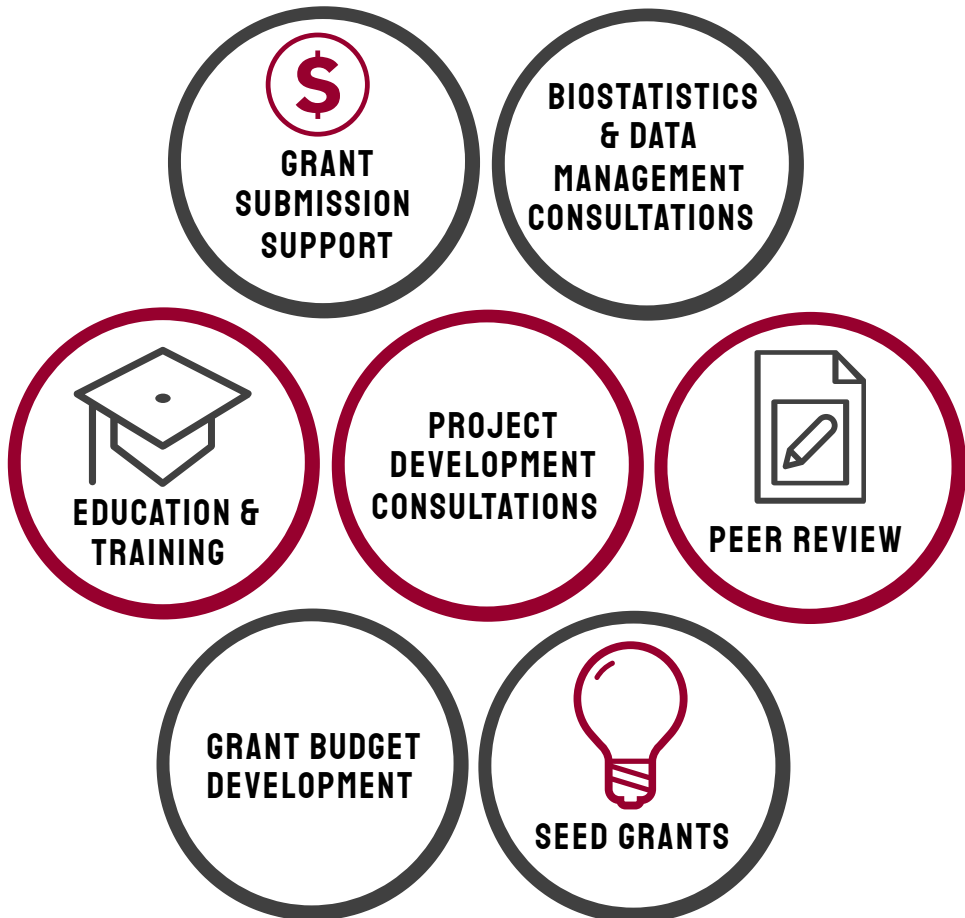 $
GRANT
SUBMISSION
SUPPORT
BIOSTATISTICS
& DATA
MANAGEMENT
CONSULTATIONS
EDUCATION &
TRAINING
PROJECT
DEVELOPMENT
CONSULTATIONS
PEER REVIEW
GRANT BUDGET
DEVELOPMENT
SEED GRANTS